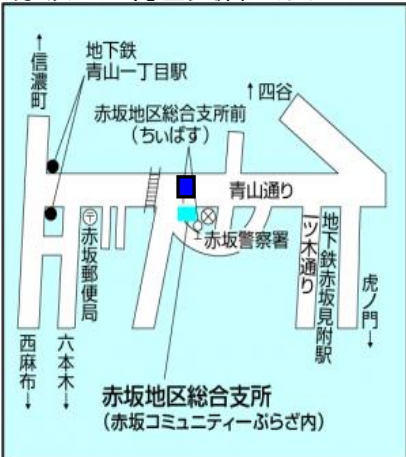 ↑信濃町
地下鉄
青山一丁目駅
↑四谷
赤坂地区総合支所前
（ちぃばす）
青山通り
〒赤坂郵便局
赤坂警察署
一ツ木通り
地下鉄赤坂見附駅
虎ノ門→
西麻布→
六本木→
赤坂地区総合支所
（赤坂コミュニティーぷらざ内）